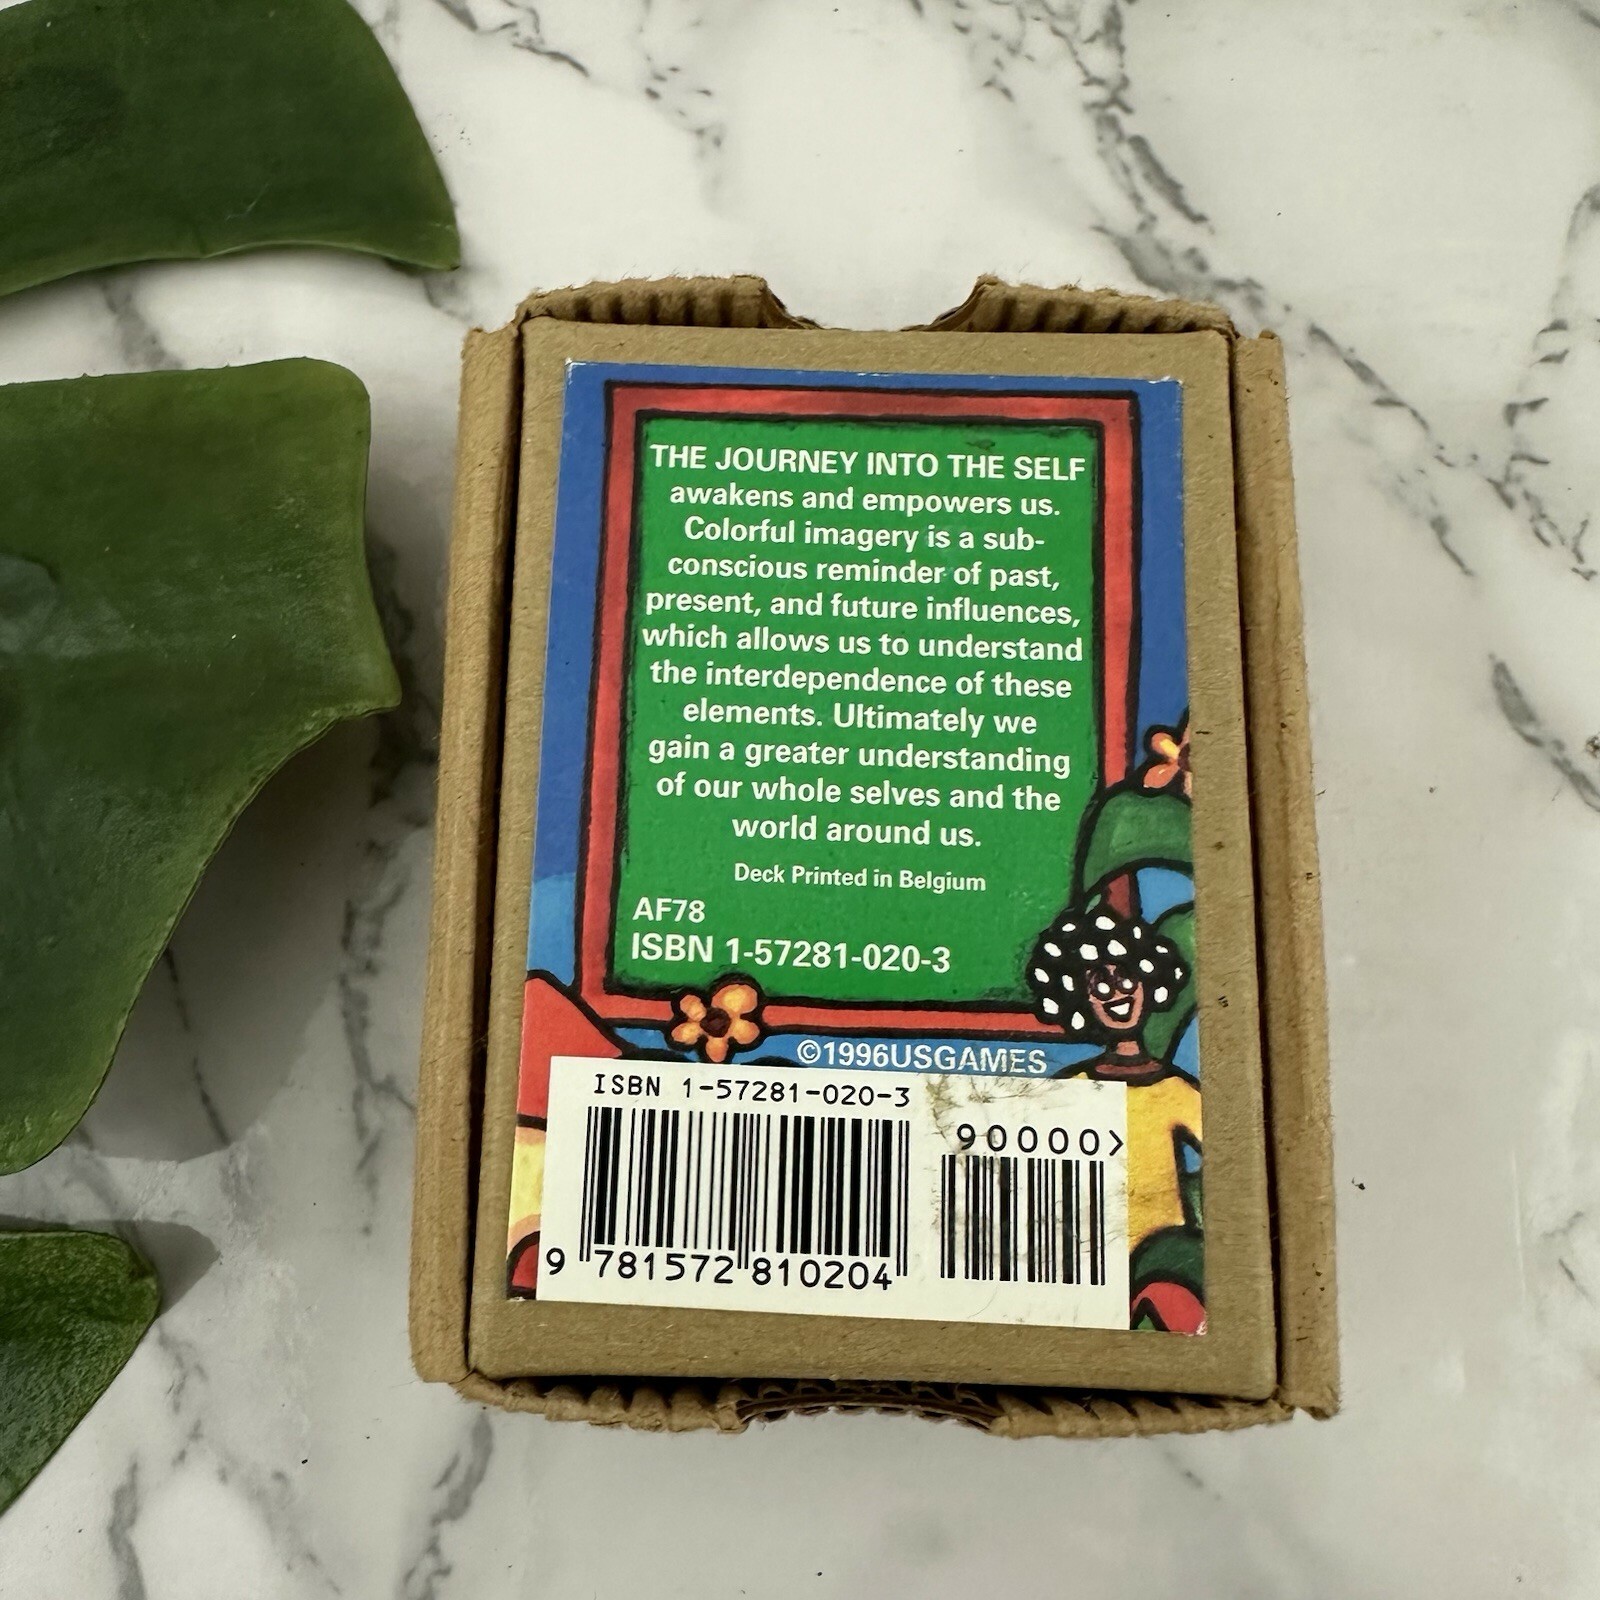 THE JOURNEY INTO THE SELF
awakens and empowers us.
Colorful imagery is a sub-
conscious reminder of past,
present, and future influences,
which allows us to understand
the interdependence of these
elements. Ultimately we
gain a greater understanding
of our whole selves and the
world around us.
Deck Printed in Belgium
AF78
ISBN 1-57281-020-3
©1996USGAMES
ISBN 1-57281-020-3
90000>
9 781572 810204